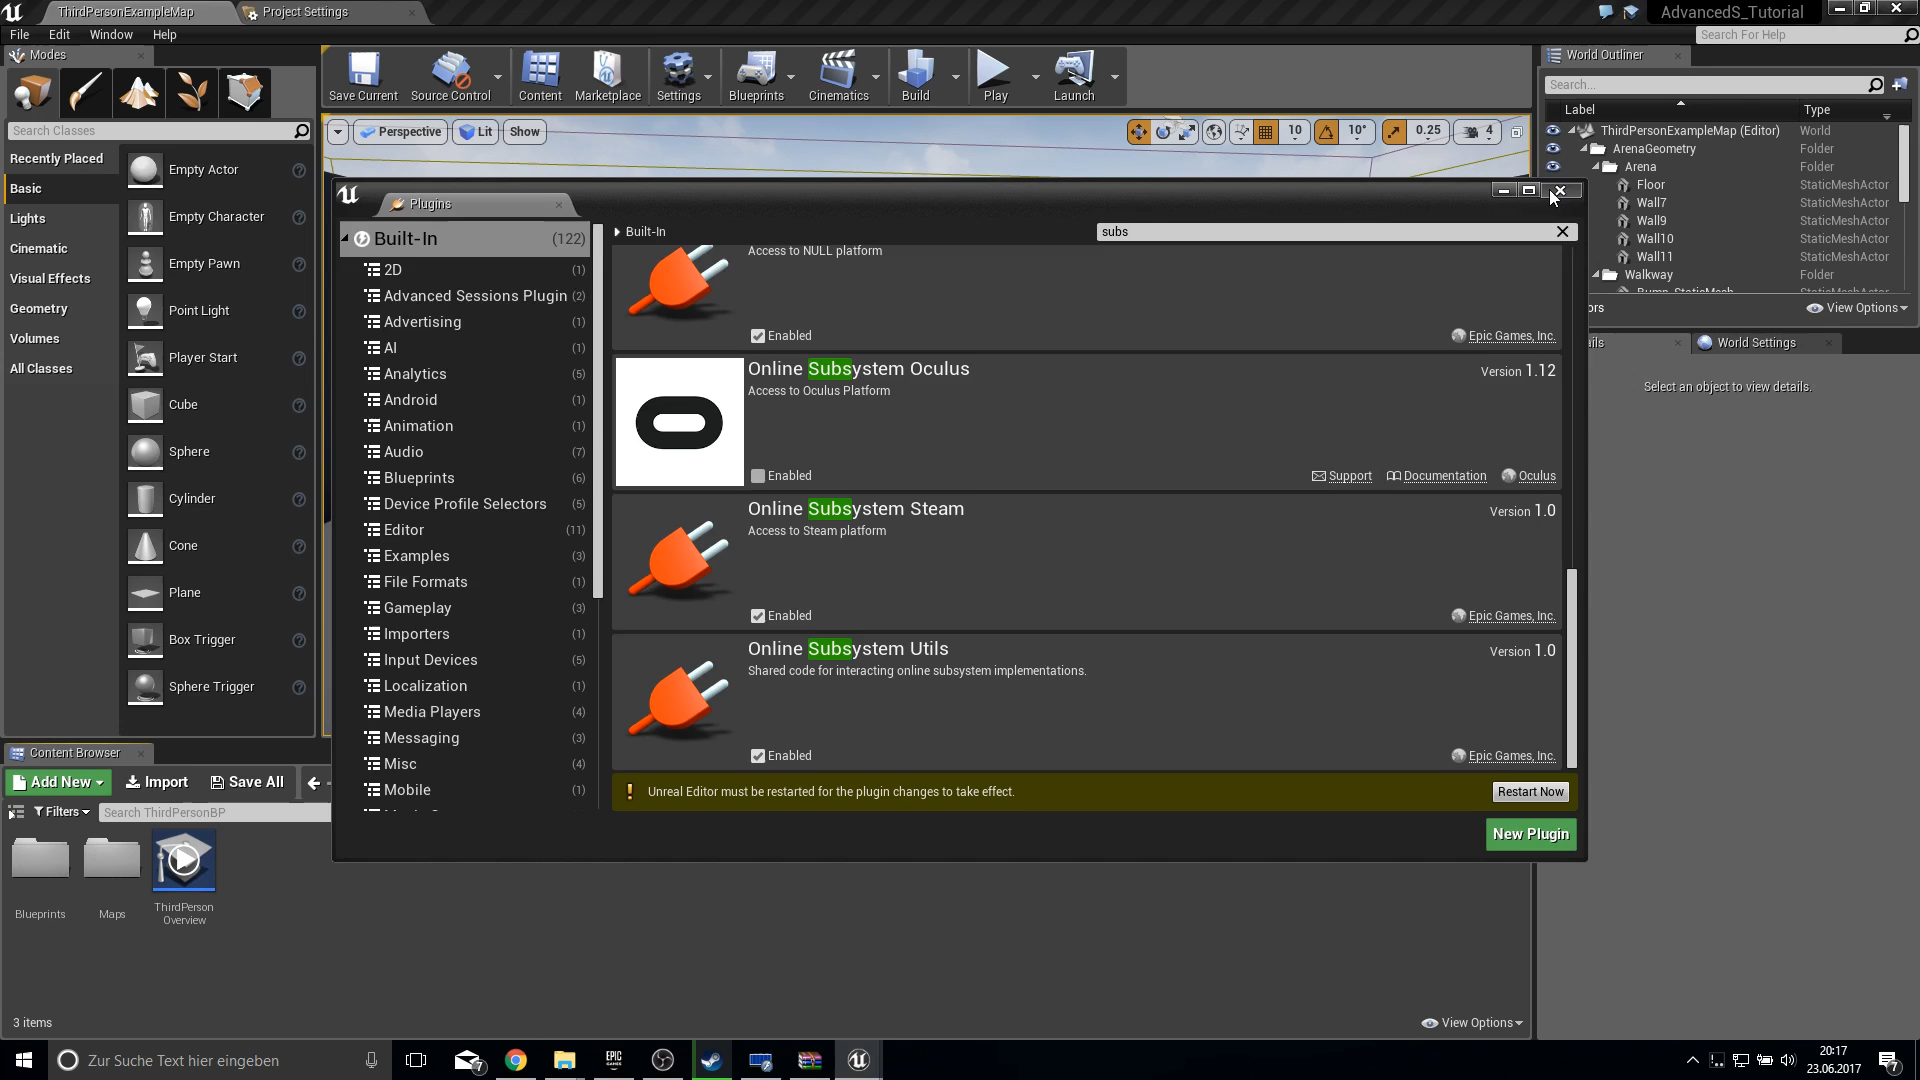 ThirdPersonExampleMap
Project Settings
AdvancedS_Tutorial
File Edit Window Help
Search For Help
Modes
Save Current
Source Control
Content
Marketplace
Settings
Blueprints
Cinematics
Build
Play
Launch
World Outliner
Search...
Label
Type
Search Classes
Perspective
Lit
Show
10
10°
0.25
4
ThirdPersonExampleMap (Editor) World
ArenaGeometry Folder
Arena Folder
Floor StaticMeshActor
Wall7 StaticMeshActor
Wall9 StaticMeshActor
Wall10 StaticMeshActor
Wall11 StaticMeshActor
Walkway Folder
Bump_StaticMesh
ors
View Options
Recently Placed
Basic
Lights
Cinematic
Visual Effects
Geometry
Volumes
All Classes
Empty Actor
Empty Character
Empty Pawn
Point Light
Player Start
Cube
Sphere
Cylinder
Cone
Plane
Box Trigger
Sphere Trigger
Plugins
Built-In (122)
2D (1)
Advanced Sessions Plugin (2)
Advertising (1)
AI (1)
Analytics (5)
Android (1)
Animation (1)
Audio (7)
Blueprints (6)
Device Profile Selectors (5)
Editor (11)
Examples (3)
File Formats (1)
Gameplay (3)
Importers (1)
Input Devices (5)
Localization (1)
Media Players (4)
Messaging (3)
Misc (4)
Mobile (1)
Built-In
subs
Access to NULL platform
Enabled
Epic Games, Inc.
Online Subsystem Oculus
Version 1.12
Access to Oculus Platform
Enabled
Support
Documentation
Oculus
Online Subsystem Steam
Version 1.0
Access to Steam platform
Enabled
Epic Games, Inc.
Online Subsystem Utils
Version 1.0
Shared code for interacting online subsystem implementations.
Enabled
Epic Games, Inc.
Unreal Editor must be restarted for the plugin changes to take effect.
Restart Now
New Plugin
ails
World Settings
Select an object to view details.
Content Browser
Add New
Import
Save All
Filters
Search ThirdPersonBP
Blueprints
Maps
ThirdPerson
Overview
3 items
View Options
Zur Suche Text hier eingeben
7
EPIC
GAMES
20:17
23.06.2017
7